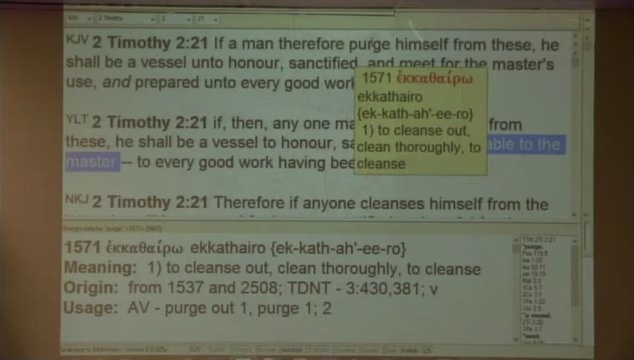 KJV 2 Timothy 2:21 If a man therefore purge himself from these, he
shall be a vessel unto honour, sanctified, and meet for the master's
use, and prepared unto every good work
1571 ἐκκαθαίρω
ekkathairo
{ek-kath-ah'-ee-ro}
1) to cleanse out,
clean thoroughly, to
cleanse
YLT 2 Timothy 2:21 if, then, any one ma from
these, he shall be a vessel to honour, sa able to the
master -- to every good work having bee
NKJ 2 Timothy 2:21 Therefore if anyone cleanses himself from the
1571 ἐκκαθαίρω ekkathairo {ek-kath-ah'-ee-ro}
Meaning: 1) to cleanse out, clean thoroughly, to cleanse
Origin: from 1537 and 2508; TDNT - 3:430,381; v
Usage: AV - purge out 1, purge 1; 2